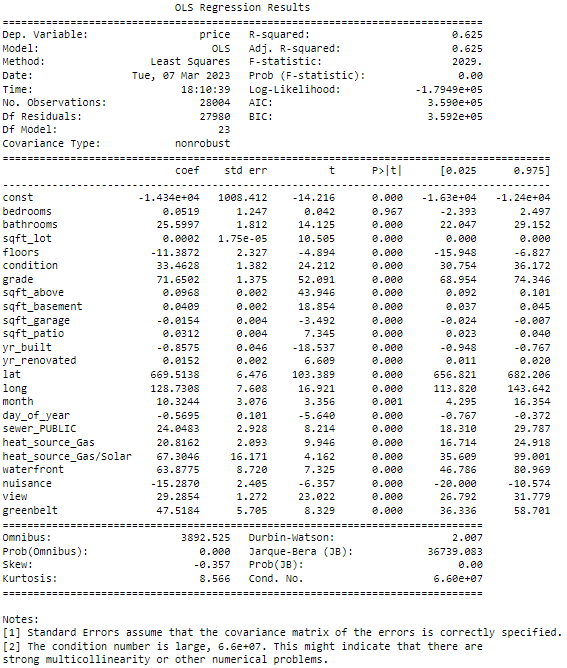 OLS Regression Results
==============================================================================
Dep. Variable:                  price   R-squared:                       0.625
Model:                            OLS   Adj. R-squared:                  0.625
Method:                 Least Squares   F-statistic:                     2029.
Date:                Tue, 07 Mar 2023   Prob (F-statistic):               0.00
Time:                        18:10:39   Log-Likelihood:            -1.7949e+05
No. Observations:               28004   AIC:                         3.590e+05
Df Residuals:                   27980   BIC:                         3.592e+05
Df Model:                          23
Covariance Type:            nonrobust
========================================================================================
                           coef    std err          t      P>|t|      [0.025      0.975]
----------------------------------------------------------------------------------------
const                -1.434e+04   1008.412    -14.216      0.000   -1.63e+04   -1.24e+04
bedrooms                 0.0519      1.247      0.042      0.967      -2.393       2.497
bathrooms               25.5997      1.812     14.125      0.000      22.047      29.152
sqft_lot                 0.0002   1.75e-05     10.505      0.000       0.000       0.000
floors                 -11.3872      2.327     -4.894      0.000     -15.948      -6.827
condition               33.4628      1.382     24.212      0.000      30.754      36.172
grade                   71.6502      1.375     52.091      0.000      68.954      74.346
sqft_above               0.0968      0.002     43.946      0.000       0.092       0.101
sqft_basement            0.0409      0.002     18.854      0.000       0.037       0.045
sqft_garage             -0.0154      0.004     -3.492      0.000      -0.024      -0.007
sqft_patio               0.0312      0.004      7.345      0.000       0.023       0.040
yr_built                -0.8575      0.046    -18.537      0.000      -0.948      -0.767
yr_renovated             0.0152      0.002      6.609      0.000       0.011       0.020
lat                    669.5138      6.476    103.389      0.000     656.821     682.206
long                   128.7308      7.608     16.921      0.000     113.820     143.642
month                   10.3244      3.076      3.356      0.001       4.295      16.354
day_of_year             -0.5695      0.101     -5.640      0.000      -0.767      -0.372
sewer_PUBLIC            24.0483      2.928      8.214      0.000      18.310      29.787
heat_source_Gas         20.8162      2.093      9.946      0.000      16.714      24.918
heat_source_Gas/Solar   67.3046     16.171      4.162      0.000      35.609      99.001
waterfront              63.8775      8.720      7.325      0.000      46.786      80.969
nuisance               -15.2870      2.405     -6.357      0.000     -20.000     -10.574
view                    29.2854      1.272     23.022      0.000      26.792      31.779
greenbelt               47.5184      5.705      8.329      0.000      36.336      58.701
==============================================================================
Omnibus:                     3892.525   Durbin-Watson:                   2.007
Prob(Omnibus):                  0.000   Jarque-Bera (JB):            36739.083
Skew:                          -0.357   Prob(JB):                         0.00
Kurtosis:                       8.566   Cond. No.                     6.60e+07
==============================================================================
Notes:
[1] Standard Errors assume that the covariance matrix of the errors is correctly specified.
[2] The condition number is large, 6.6e+07. This might indicate that there are
strong multicollinearity or other numerical problems.